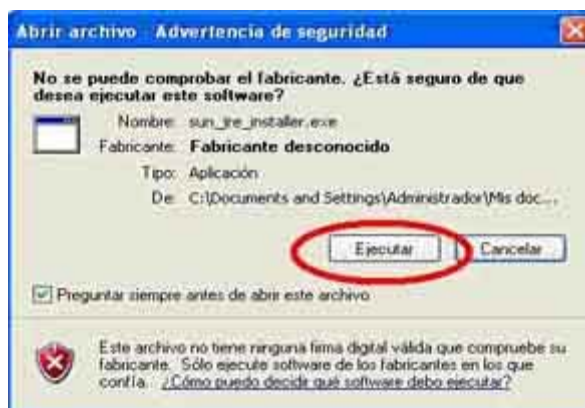 Abrir archivo - Advertencia de seguridad
No se puede comprobar el fabricante. ¿Está seguro de que
desea ejecutar este software?
Nombre: sun_jre_installer.exe
Fabricante: Fabricante desconocido
Tipo: Aplicación
De: C:\Documents and Settings\Administrador\Mis doc...
Ejecutar
Cancelar
Preguntar siempre antes de abrir este archivo
Este archivo no tiene ninguna firma digital válida que compruebe su
fabricante. Sólo ejecute software de los fabricantes en los que
confía. ¿Cómo puedo decidir qué software debo ejecutar?